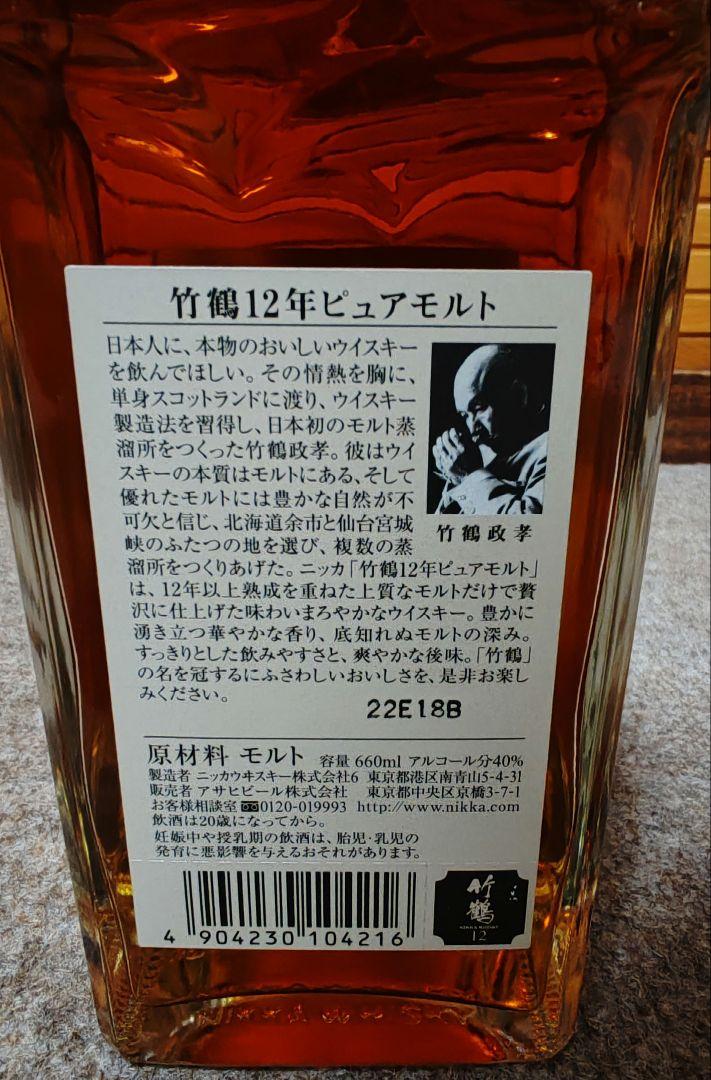 竹鶴12年ピュアモルト
日本人に、本物のおいしいウイスキー
を飲んでほしい。その情熱を胸に、
単身スコットランドに渡り、ウイスキー
製造法を習得し、日本初のモルト蒸
溜所をつくった竹鶴政孝。彼はウイ
スキーの本質はモルトにある、そして
優れたモルトには豊かな自然が不
可欠と信じ、北海道余市と仙台宮城
峡のふたつの地を選び、複数の蒸
溜所をつくりあげた。ニッカ「竹鶴12年ピュアモルト」
は、12年以上熟成を重ねた上質なモルトだけで贅
沢に仕上げた味わいまろやかなウイスキー。豊かに
湧き立つ華やかな香り、底知れぬモルトの深み。
すっきりとした飲みやすさと、爽やかな後味。「竹鶴」
の名を冠するにふさわしいおいしさを、是非お楽し
みください。
竹鶴政孝
22E18B
原材料 モルト 容量 660ml アルコール分40%
製造者 ニッカウヰスキー株式会社6 東京都港区南青山5-4-31
販売者 アサヒビール株式会社 東京都中央区京橋3-7-1
お客様相談室 0120-019993 http://www.nikka.com
飲酒は20歳になってから。
妊娠中や授乳期の飲酒は、胎児・乳児の
発育に悪影響を与えるおそれがあります。
4 904230 104216
竹鶴
NIKKA WHISKY
12